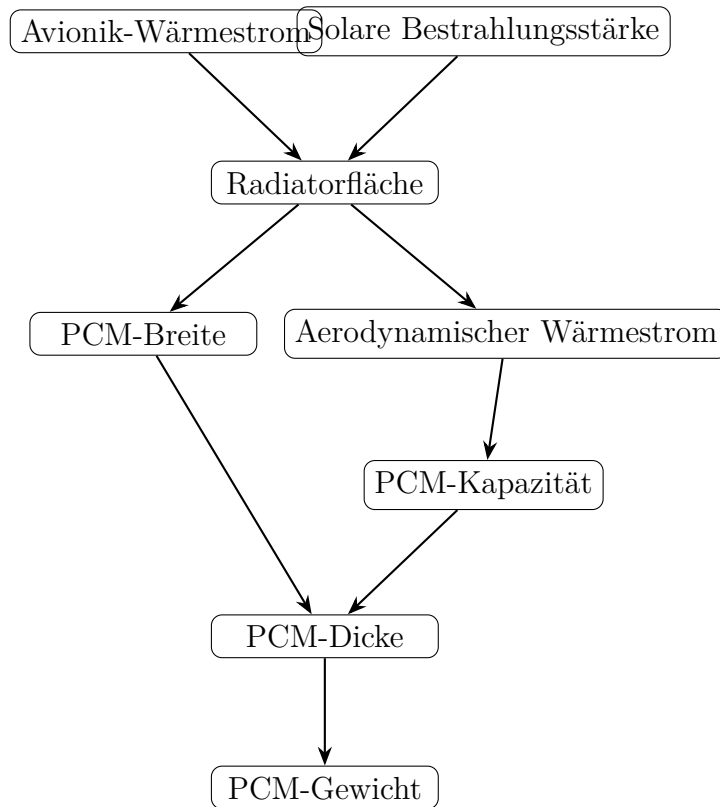 Avionik-Wärmestrom
Solare Bestrahlungsstärke
Radiatorfläche
PCM-Breite
Aerodynamischer Wärmestrom
PCM-Kapazität
PCM-Dicke
PCM-Gewicht